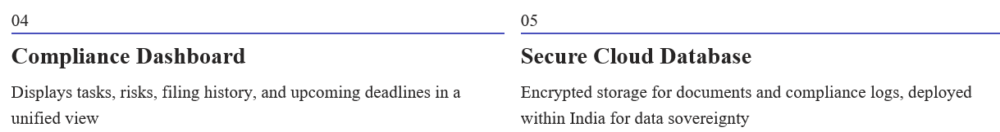 04
Compliance Dashboard
Displays tasks, risks, filing history, and upcoming deadlines in a
unified view
05
Secure Cloud Database
Encrypted storage for documents and compliance logs, deployed
within India for data sovereignty